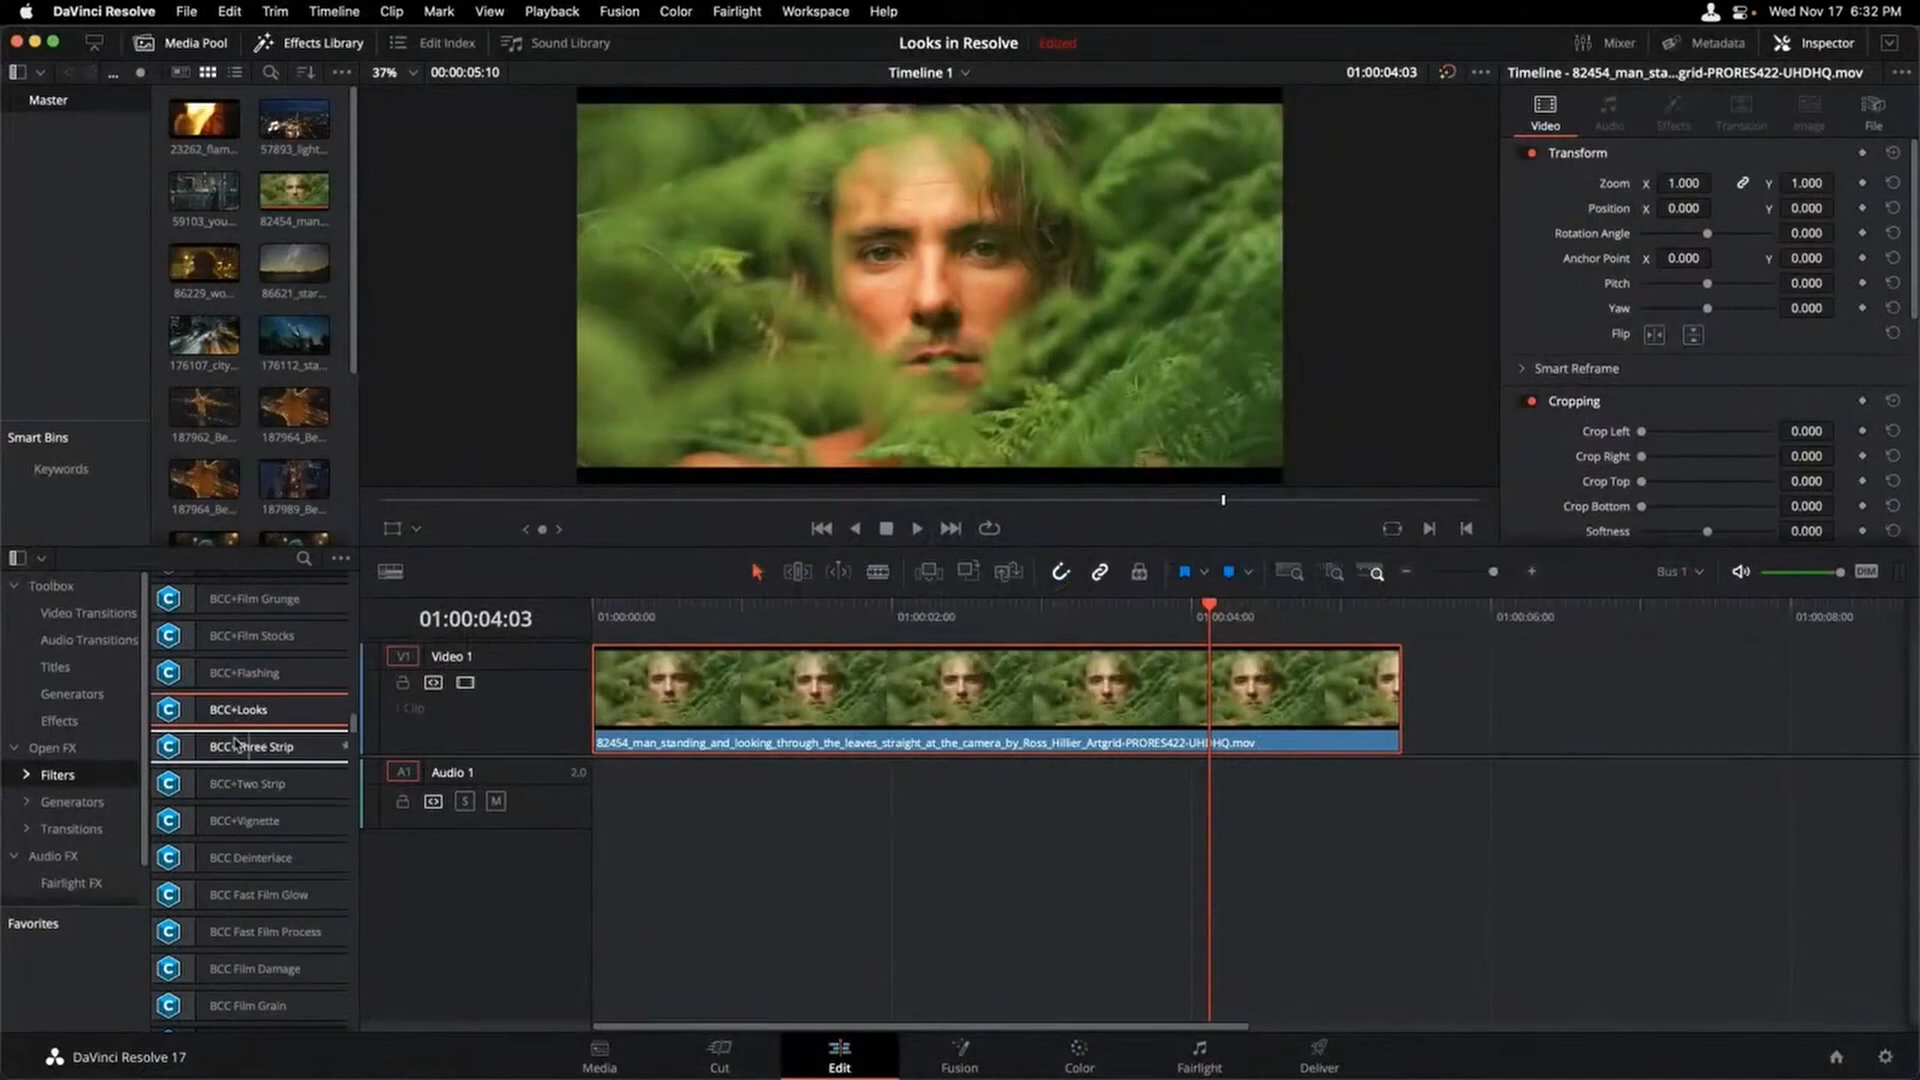 DaVinci Resolve File Edit Trim Timeline Clip Mark View Playback Fusion Color Fairlight Workspace Help Wed Nov 17 6:32 PM
Media Pool Effects Library Edit Index Sound Library Looks in Resolve Edited Mixer Metadata Inspector
37% 00:00:05:10 Timeline 1 01:00:04:03 Timeline - 82454_man_sta...grid-PRORES422-UHDHQ.mov
Master
23262_flam... 57893_light...
59103_you... 82454_man...
86229_wo... 86621_star...
176107_city... 176112_sta...
187962_Be... 187964_Be...
187964_Be... 187989_Be...
Smart Bins
Keywords
Video Audio Effects Transition Image File
Transform
Zoom X 1.000 Y 1.000
Position X 0.000 Y 0.000
Rotation Angle 0.000
Anchor Point X 0.000 Y 0.000
Pitch 0.000
Yaw 0.000
Flip
Smart Reframe
Cropping
Crop Left 0.000
Crop Right 0.000
Crop Top 0.000
Crop Bottom 0.000
Softness 0.000
Bus 1 DIM
Toolbox
Video Transitions
Audio Transitions
Titles
Generators
Effects
Open FX
Filters
Generators
Transitions
Audio FX
Fairlight FX
Favorites
BCC+Film Grunge
BCC+Film Stocks
BCC+Flashing
BCC+Looks
BCC+Three Strip
BCC+Two Strip
BCC+Vignette
BCC Deinterlace
BCC Fast Film Glow
BCC Fast Film Process
BCC Film Damage
BCC Film Grain
01:00:04:03 01:00:00:00 01:00:02:00 01:00:04:00 01:00:06:00 01:00:08:00
V1 Video 1
1 Clip
82454_man_standing_and_looking_through_the_leaves_straight_at_the_camera_by_Ross_Hillier_Artgrid-PRORES422-UHDHQ.mov
A1 Audio 1 2.0
S M
DaVinci Resolve 17 Media Cut Edit Fusion Color Fairlight Deliver